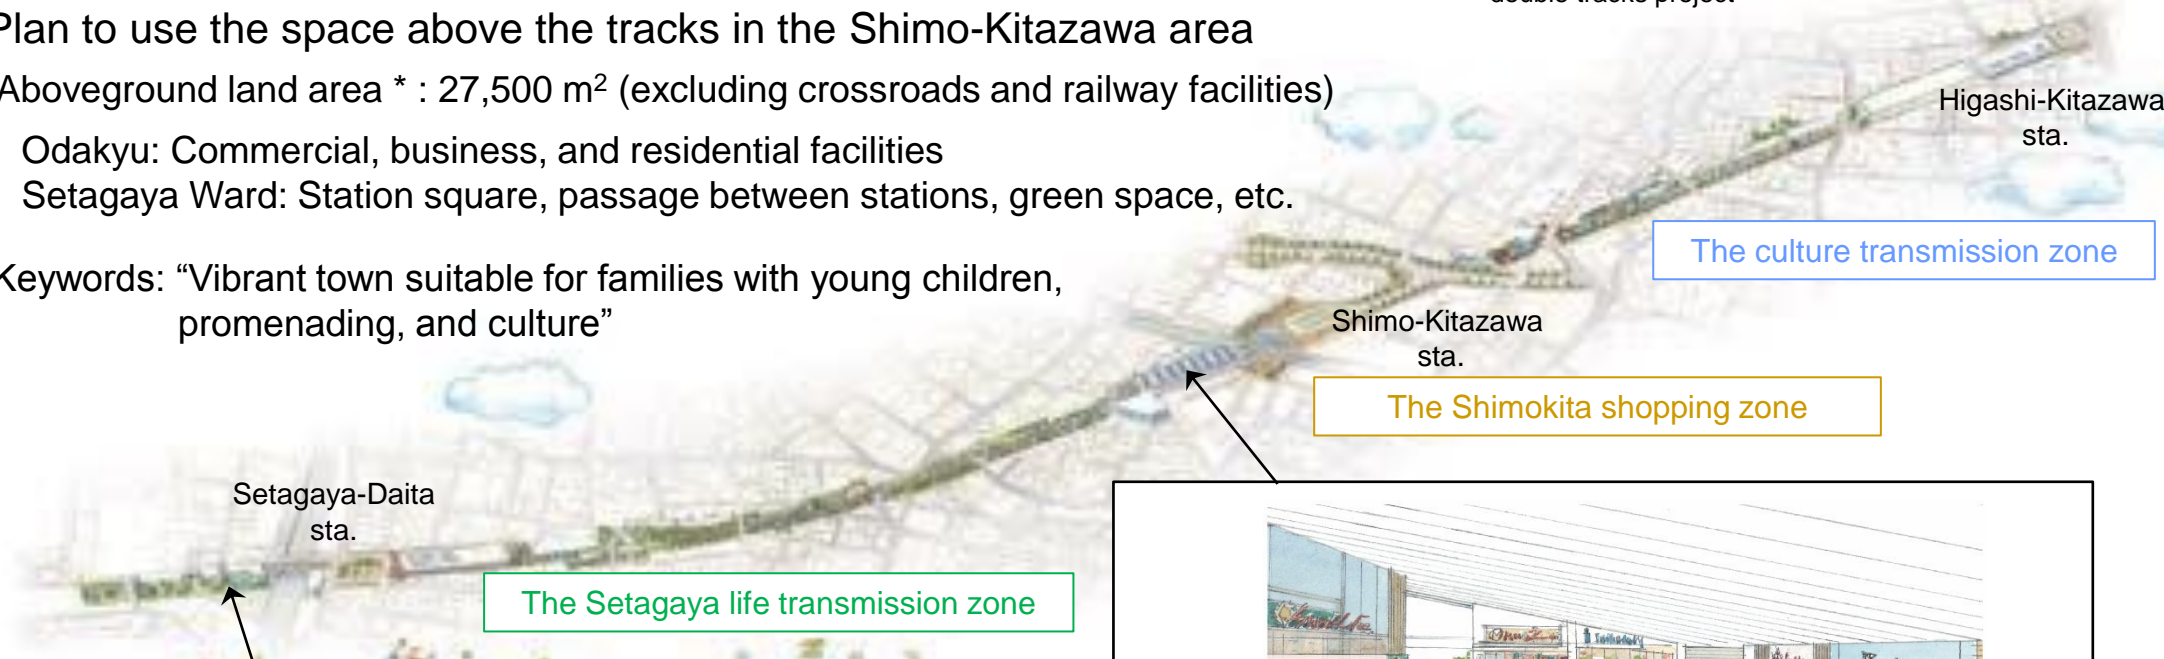 double tracks project
Plan to use the space above the tracks in the Shimo-Kitazawa area
Aboveground land area * : 27,500 m² (excluding crossroads and railway facilities)
Higashi-Kitazawa
sta.
Odakyu: Commercial, business, and residential facilities
Setagaya Ward: Station square, passage between stations, green space, etc.
The culture transmission zone
Keywords: “Vibrant town suitable for families with young children,
promenading, and culture”
Shimo-Kitazawa
sta.
The Shimokita shopping zone
Setagaya-Daita
sta.
The Setagaya life transmission zone